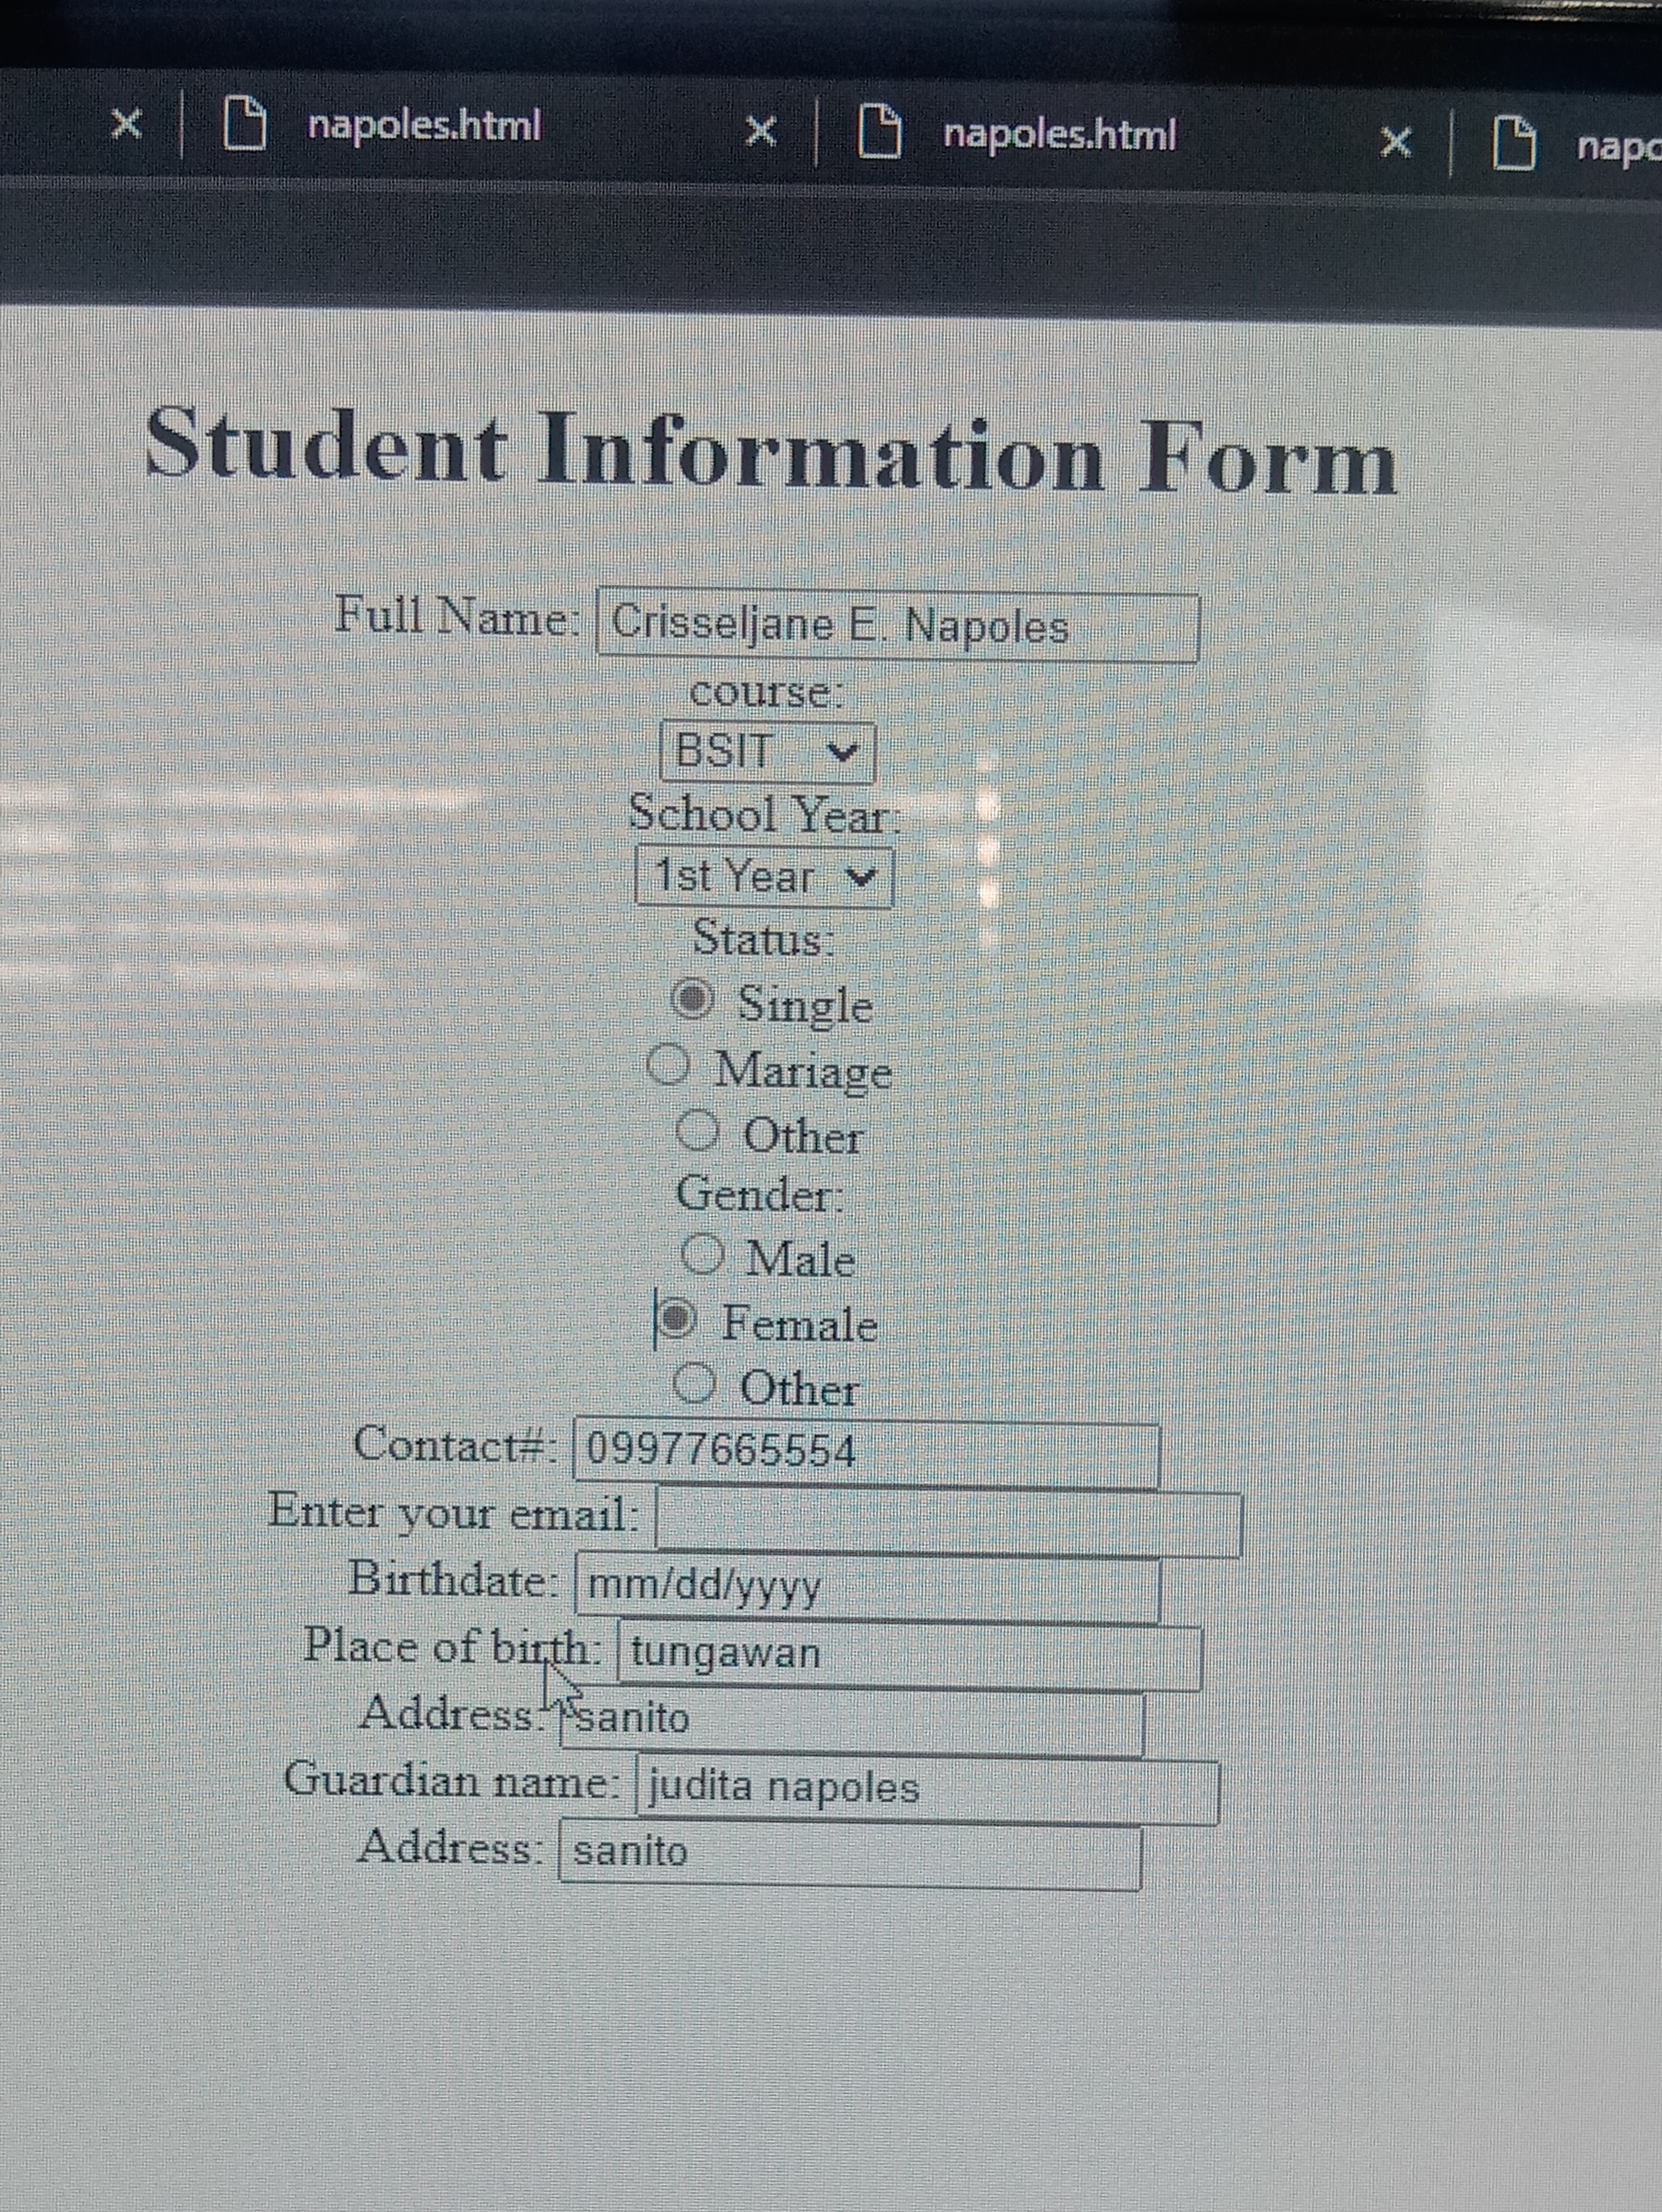 napoles.html
napoles.html
Student Information Form
Full Name: Crisseljane E. Napoles
course:
BSIT
School Year:
1st Year
Status:
Single
Mariage
Other
Gender:
Male
Female
Other
Contact#: 09977665554
Enter your email:
Birthdate: mm/dd/yyyy
Place of birth: tungawan
Address: sanito
Guardian name: judita napoles
Address: sanito